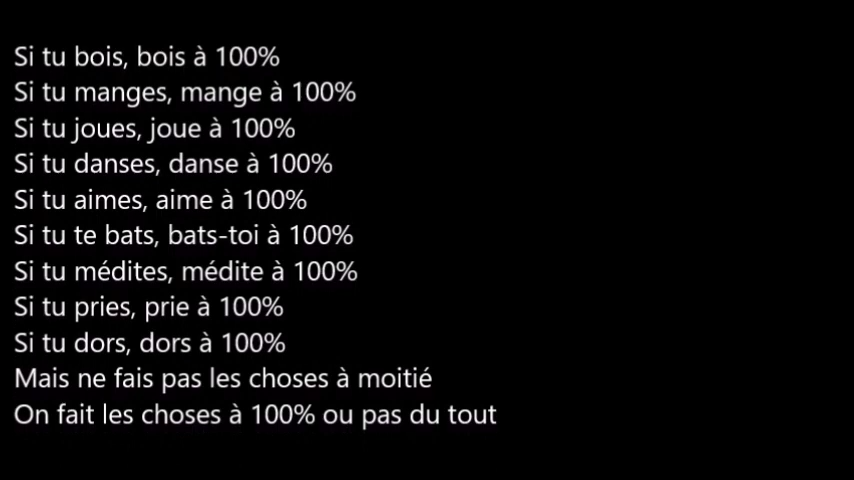 Si tu bois, bois à 100%
Si tu manges, mange à 100%
Si tu joues, joue à 100%
Si tu danses, danse à 100%
Si tu aimes, aime à 100%
Si tu te bats, bats-toi à 100%
Si tu médites, médite à 100%
Si tu pries, prie à 100%
Si tu dors, dors à 100%
Mais ne fais pas les choses à moitié
On fait les choses à 100% ou pas du tout